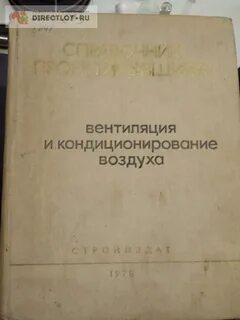 DIRECTLOT.RU
СПРАВОЧНИК
ПРОЕКТИРОВЩИКА
вентиляция
и кондиционирование
воздуха
СТРОЙИЗДАТ
1978